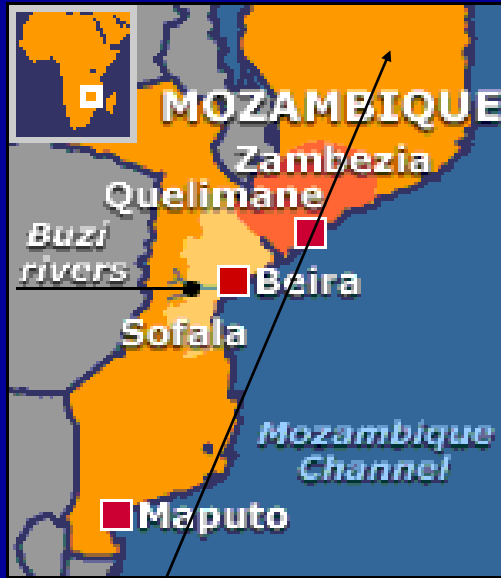 MOZAMBIQUE
Zambezia
Quelimane
Buzi
rivers
Beira
Sofala
Mozambique
Channel
Maputo